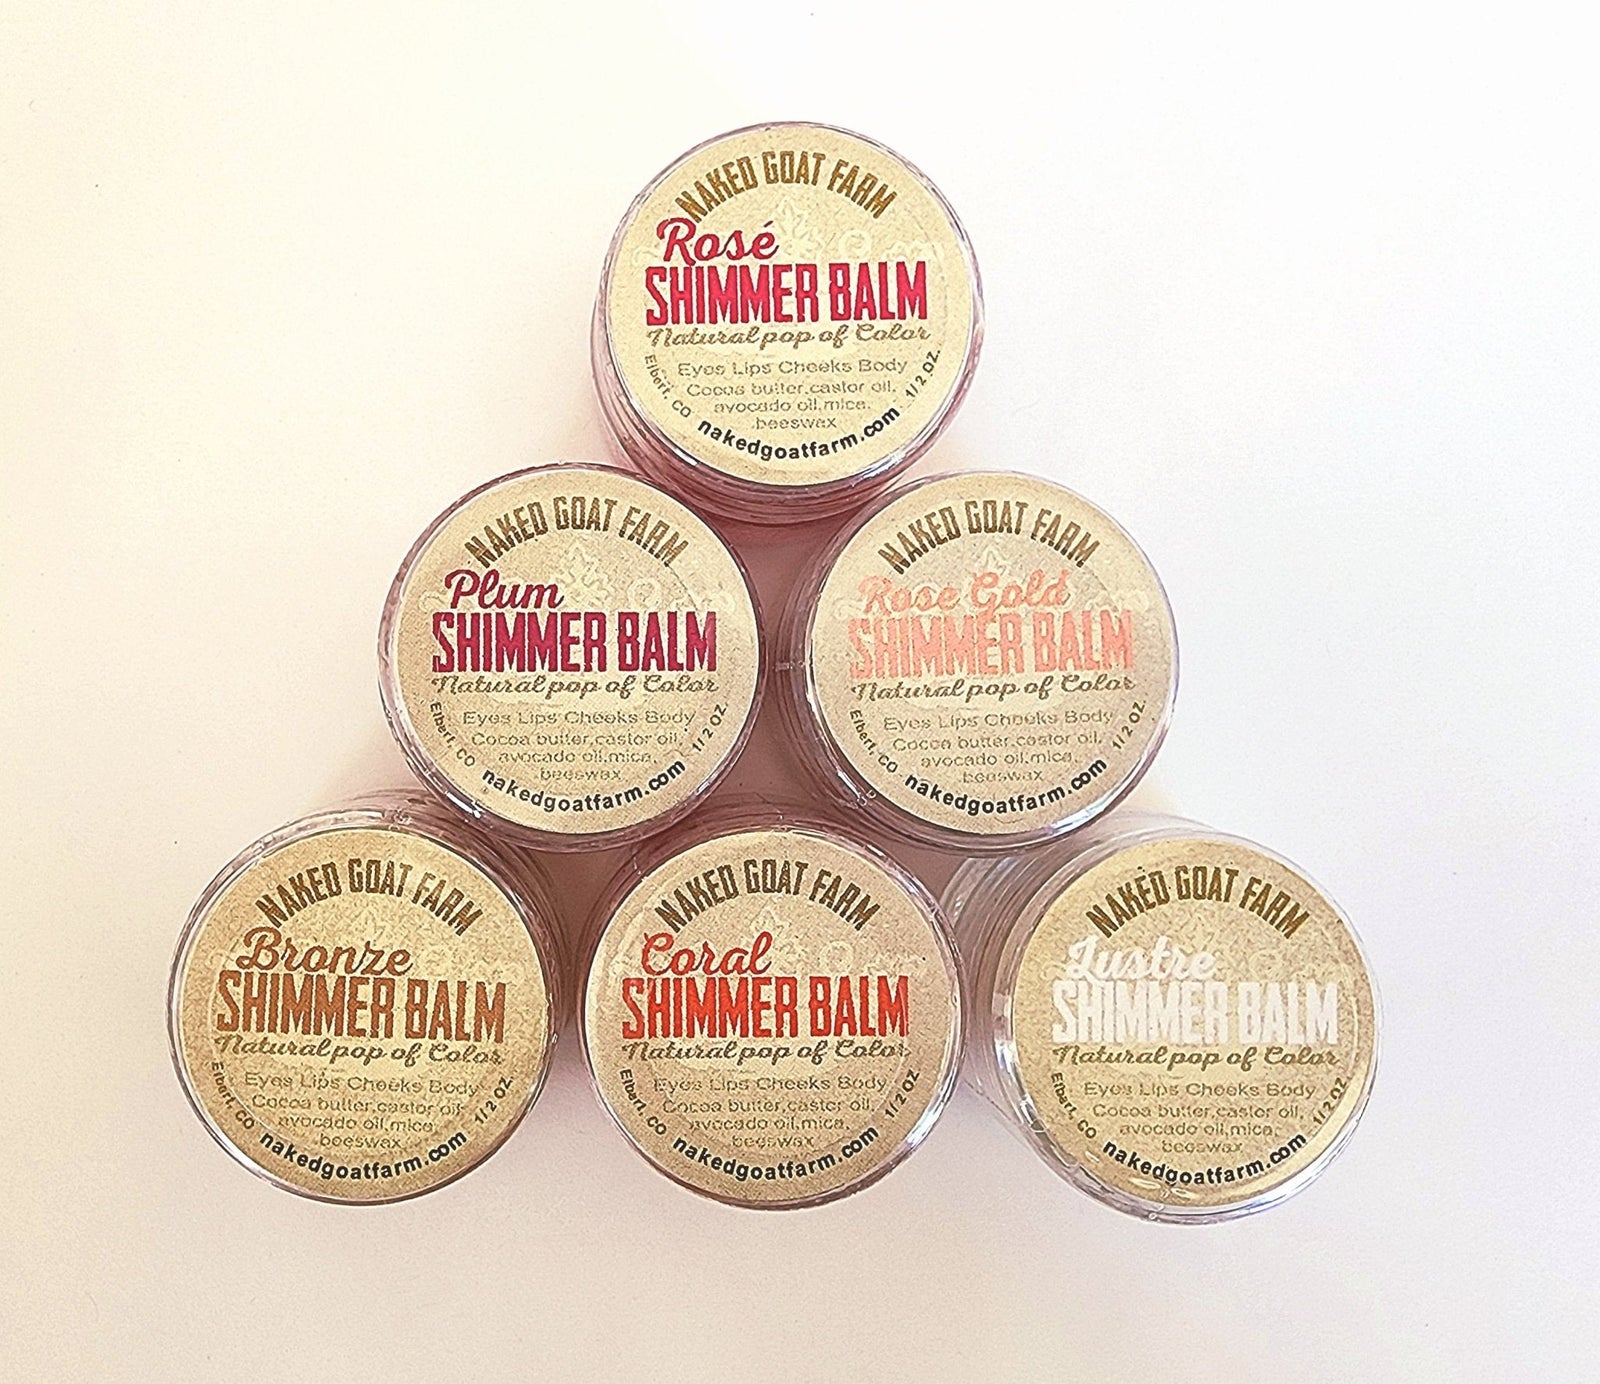 NAKED GOAT FARM
Rosé
SHIMMER BALM
Natural pop of Color
Eyes Lips Cheeks Body
Cocoa butter,castor oil,
avocado oil,mica,
beeswax
Elbert, CO nakedgoatfarm.com 1/2 OZ.
NAKED GOAT FARM
Plum
SHIMMER BALM
Natural pop of Color
Eyes Lips Cheeks Body
Cocoa butter,castor oil,
avocado oil,mica,
beeswax
Elbert, CO nakedgoatfarm.com 1/2 OZ.
NAKED GOAT FARM
Rose Gold
SHIMMER BALM
Natural pop of Color
Eyes Lips Cheeks Body
Cocoa butter,castor oil,
avocado oil,mica,
beeswax
Elbert, CO nakedgoatfarm.com 1/2 OZ.
NAKED GOAT FARM
Bronze
SHIMMER BALM
Natural pop of Color
Eyes Lips Cheeks Body
Cocoa butter,castor oil,
avocado oil,mica,
beeswax
Elbert, CO nakedgoatfarm.com 1/2 OZ.
NAKED GOAT FARM
Coral
SHIMMER BALM
Natural pop of Color
Eyes Lips Cheeks Body
Cocoa butter,castor oil,
avocado oil,mica,
beeswax
Elbert, CO nakedgoatfarm.com 1/2 OZ.
NAKED GOAT FARM
Lustre
SHIMMER BALM
Natural pop of Color
Eyes Lips Cheeks Body
Cocoa butter,castor oil,
avocado oil,mica,
beeswax
Elbert, CO nakedgoatfarm.com 1/2 OZ.